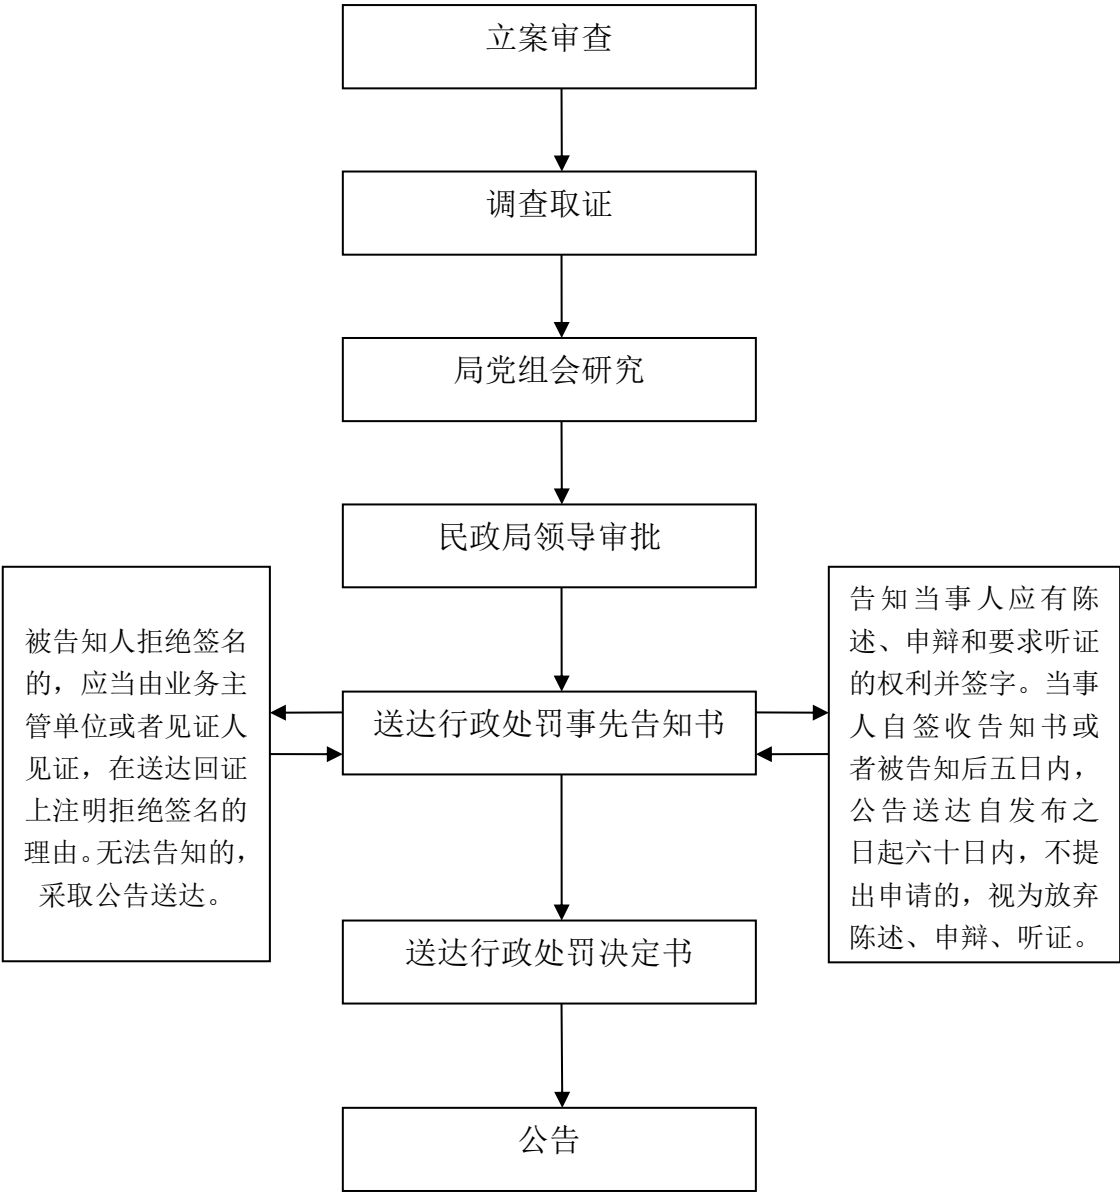 立案审查
调查取证
局党组会研究
民政局领导审批
被告知人拒绝签名
的，应当由业务主
管单位或者见证人
见证，在送达回证
上注明拒绝签名的
理由。无法告知的，
采取公告送达。
送达行政处罚事先告知书
告知当事人应有陈
述、申辩和要求听证
的权利并签字。当事
人自签收告知书或
者被告知后五日内，
公告送达自发布之
日起六十日内，不提
出申请的，视为放弃
陈述、申辩、听证。
送达行政处罚决定书
公告